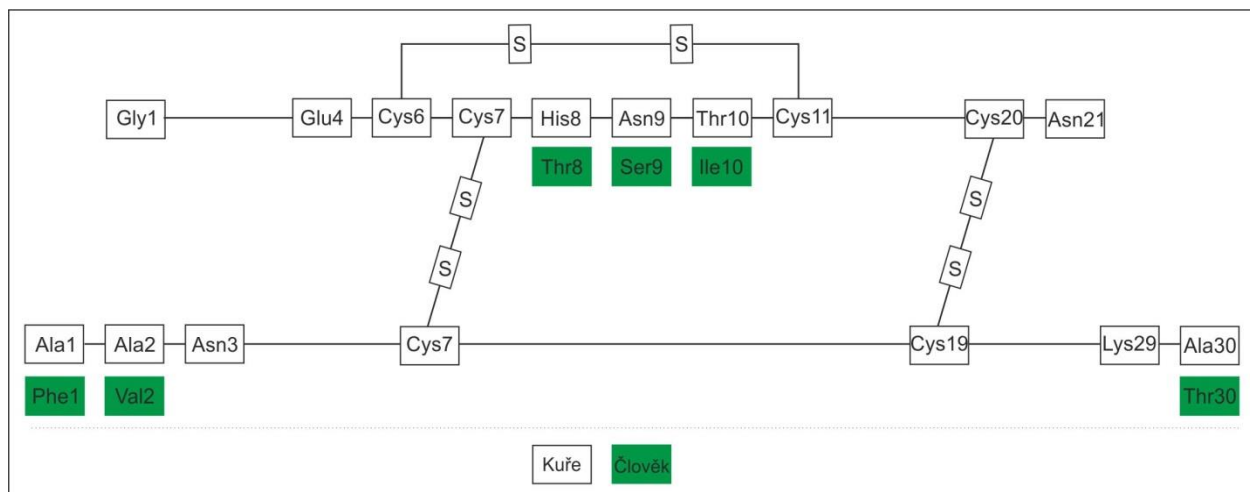 S S
Gly1 Glu4 Cys6 Cys7 His8 Asn9 Thr10 Cys11 Cys20 Asn21
Thr8 Ser9 Ile10
S S
S S
Ala1 Ala2 Asn3 Cys7 Cys19 Lys29 Ala30
Phe1 Val2 Thr30
Kuře Člověk